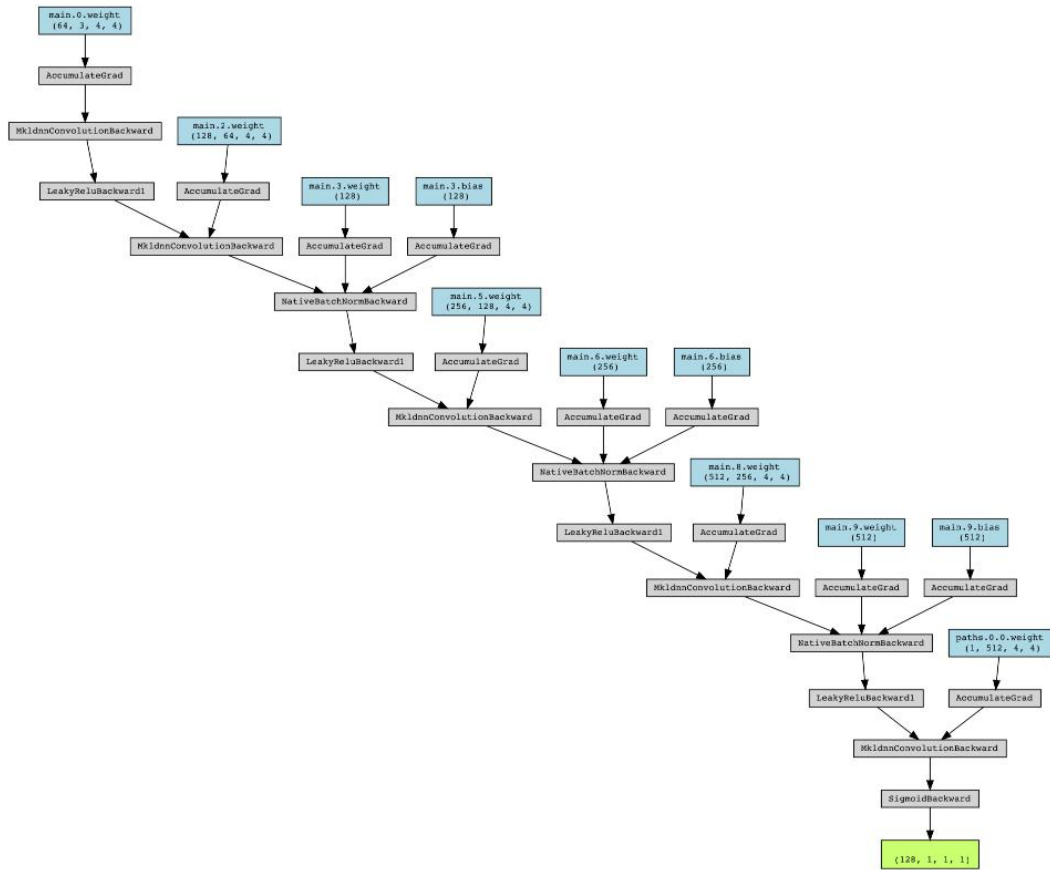 main.0.weight
(64, 3, 4, 4)
AccumulateGrad
MkldnnConvolutionBackward
main.2.weight
(128, 64, 4, 4)
LeakyReluBackward1
AccumulateGrad
main.3.weight
(128)
main.3.bias
(128)
MkldnnConvolutionBackward
AccumulateGrad
AccumulateGrad
NativeBatchNormBackward
main.5.weight
(256, 128, 4, 4)
LeakyReluBackward1
AccumulateGrad
main.6.weight
(256)
main.6.bias
(256)
MkldnnConvolutionBackward
AccumulateGrad
AccumulateGrad
NativeBatchNormBackward
main.8.weight
(512, 256, 4, 4)
LeakyReluBackward1
AccumulateGrad
main.9.weight
(512)
main.9.bias
(512)
MkldnnConvolutionBackward
AccumulateGrad
AccumulateGrad
NativeBatchNormBackward
paths.0.0.weight
(1, 512, 4, 4)
LeakyReluBackward1
AccumulateGrad
MkldnnConvolutionBackward
SigmoidBackward
(128, 1, 1, 1)